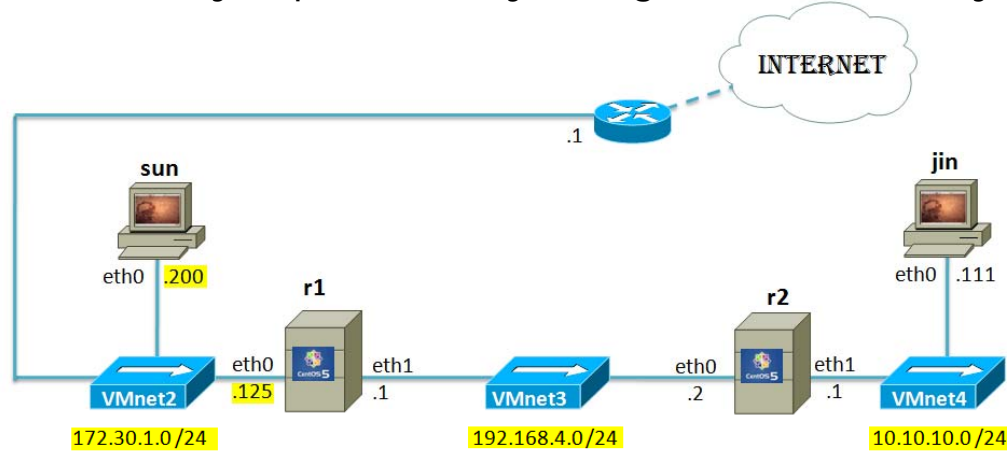 INTERNET
.1
sun
jin
eth0 .200
eth0 .111
r1
r2
eth0
eth1
eth0
eth1
CentOS 5
CentOS 5
VMnet2
.125
.1
VMnet3
.2
.1
VMnet4
172.30.1.0 /24
192.168.4.0 /24
10.10.10.0 /24